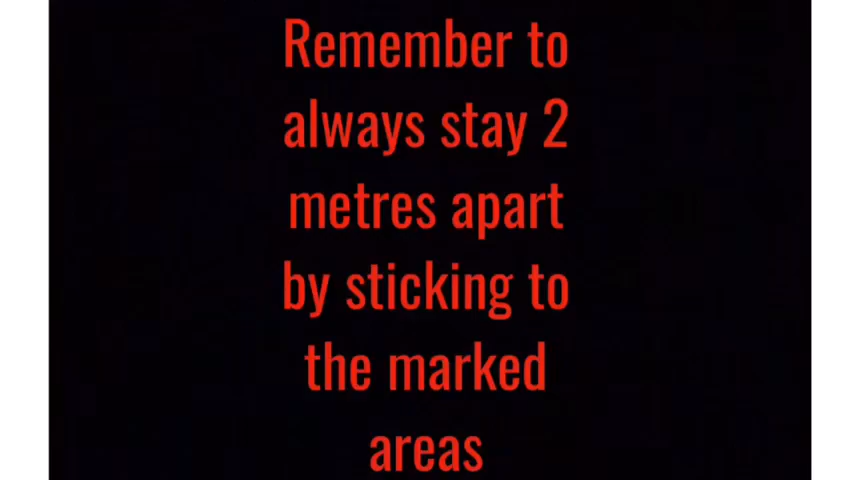 Remember to
always stay 2
metres apart
by sticking to
the marked
areas